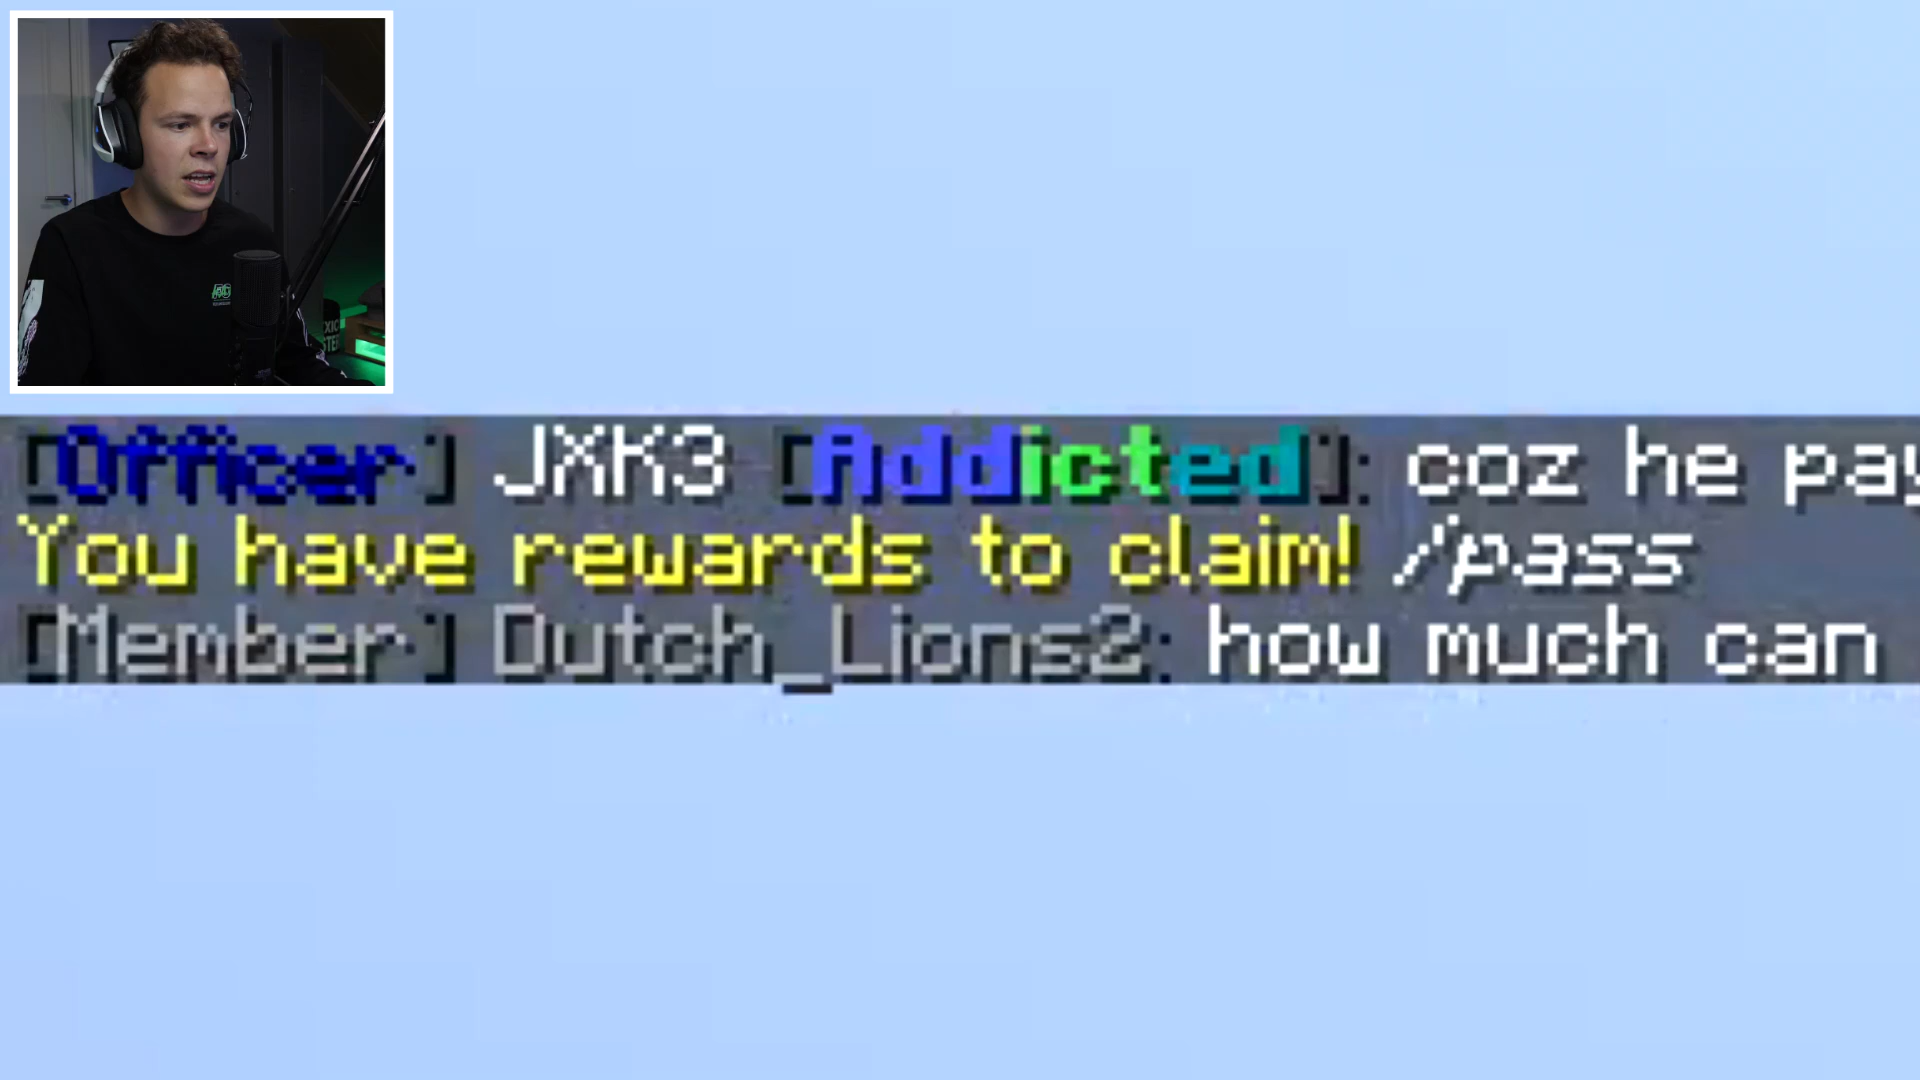 [Officer] JXK3 [Addicted]: coz he pay
You have rewards to claim! /pass
[Member] Dutch_Lions2: how much can